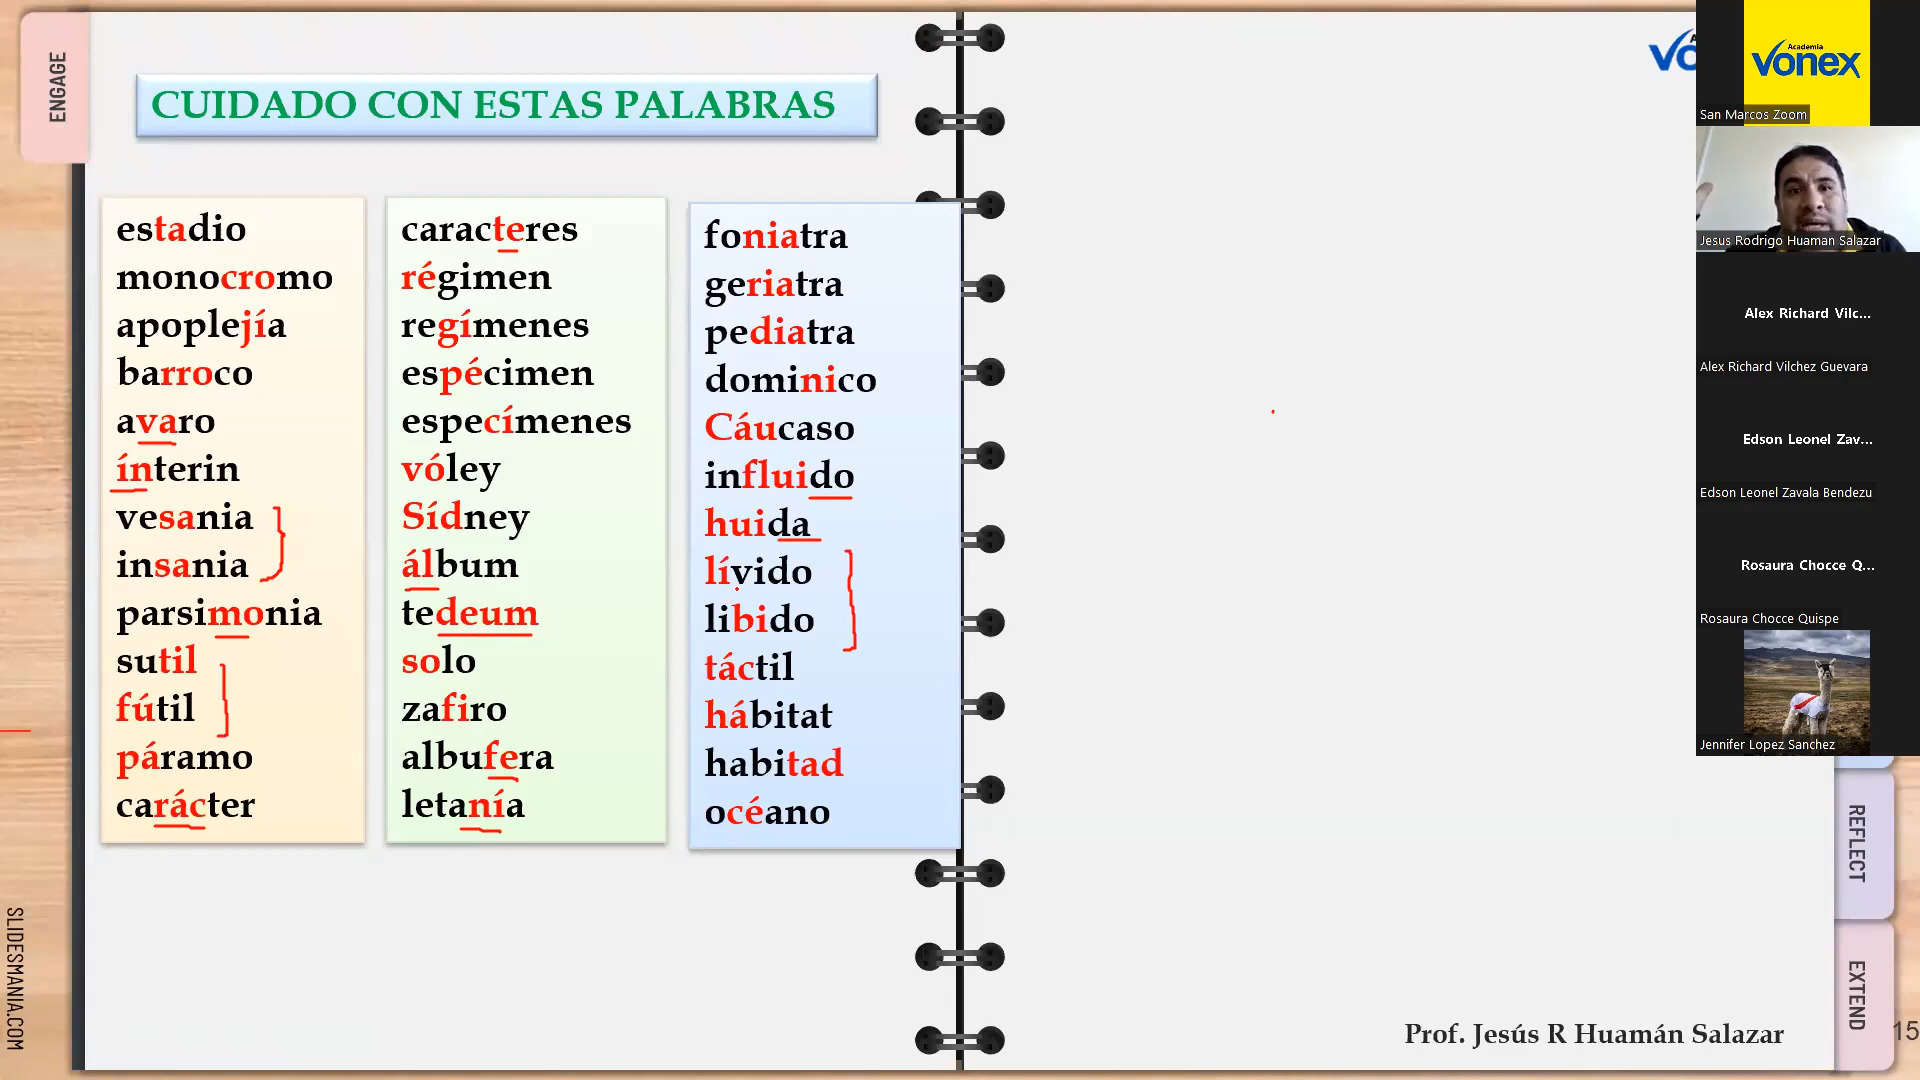 ENGAGE
CUIDADO CON ESTAS PALABRAS
estadio
monocromo
apoplejía
barroco
avaro
ínterin
vesania
insania
parsimonia
sutil
fútil
páramo
carácter
caracteres
régimen
regímenes
espécimen
especímenes
vóley
Sídney
álbum
tedeum
solo
zafiro
albufera
letanía
foniatra
geriatra
pediatra
dominico
Cáucaso
influido
huida
lívido
libido
táctil
hábitat
habitad
océano
Academia
vonex
San Marcos Zoom
Jesus Rodrigo Huaman Salazar
Alex Richard Vilc...
Alex Richard Vilchez Guevara
Edson Leonel Zav...
Edson Leonel Zavala Bendezu
Rosaura Chocce Q...
Rosaura Chocce Quispe
Jennifer Lopez Sanchez
REFLECT
EXTEND
SLIDESMANIA.COM
Prof. Jesús R Huamán Salazar
15